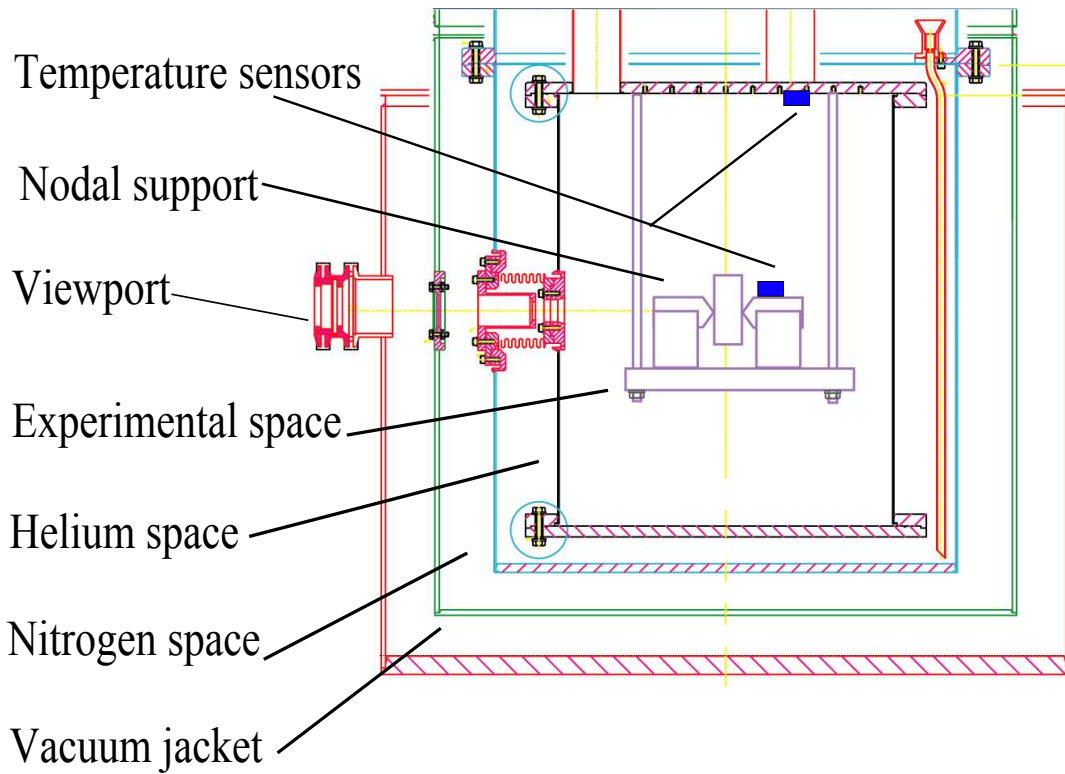 Temperature sensors
Nodal support
Viewport
Experimental space
Helium space
Nitrogen space
Vacuum jacket